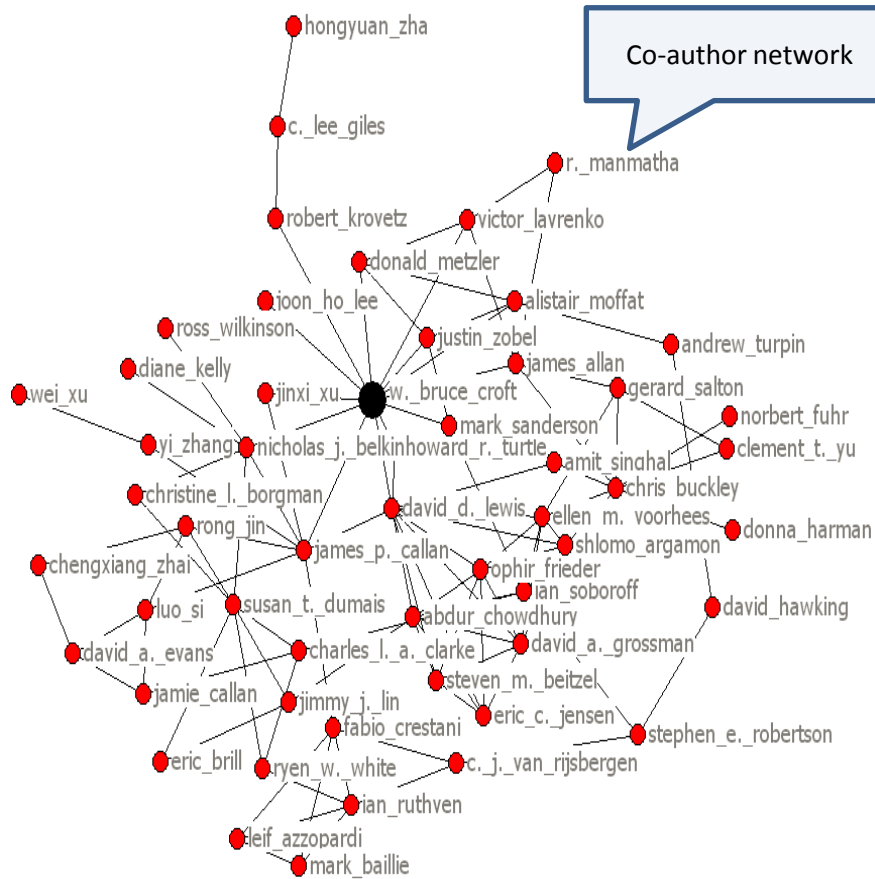 hongyuan_zha
Co-author network
c._lee_giles
r._manmatha
robert_krovetz
victor_lavrenko
donald_metzler
joon_ho_lee
alistair_moffat
ross_wilkinson
justin_zobel
andrew_turpin
diane_kelly
james_allan
gerard_salton
wei_xu
jinxi_xu
w._bruce_croft
norbert_fuhr
mark_sanderson
yi_zhang
nicholas_j._belkin
howard_r._turtle
clement_t._yu
amit_singhal
christine_l._borgman
chris_buckley
david_d._lewis
ellen_m._voorhees
rong_jin
donna_harman
shlomo_argamon
james_p._callan
chengxiang_zhai
ophir_frieder
ian_soboroff
luo_si
susan_t._dumais
david_hawking
abdur_chowdhury
david_a._evans
charles_l._a._clarke
david_a._grossman
steven_m._beitzel
jamie_callan
jimmy_j._lin
eric_c._jensen
fabio_crestani
stephen_e._robertson
eric_brill
ryen_w._white
c._j._van_rijsbergen
ian_ruthven
leif_azzopardi
mark_baillie